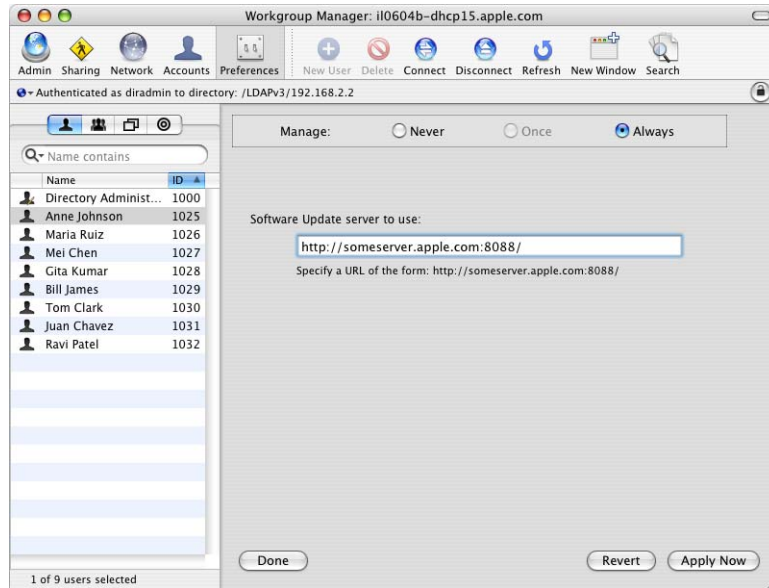 Workgroup Manager: il0604b-dhcp15.apple.com
Admin Sharing Network Accounts Preferences New User Delete Connect Disconnect Refresh New Window Search
Authenticated as diradmin to directory: /LDAPv3/192.168.2.2
Manage: Never Once Always
Name contains
Name ID
Directory Administ... 1000
Anne Johnson 1025
Maria Ruiz 1026
Mei Chen 1027
Gita Kumar 1028
Bill James 1029
Tom Clark 1030
Juan Chavez 1031
Ravi Patel 1032
Software Update server to use:
http://someserver.apple.com:8088/
Specify a URL of the form: http://someserver.apple.com:8088/
Done Revert Apply Now
1 of 9 users selected